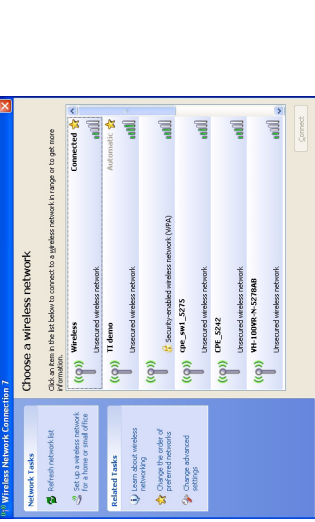 Wireless Network Connection 7
Network Tasks
Refresh network list
Set up a wireless network
for a home or small office
Related Tasks
Learn about wireless
networking
Change the order of
preferred networks
Change advanced
settings
Choose a wireless network
Click an item in the list below to connect to a wireless network in range or to get more
information.
Wireless Connected
Unsecured wireless network
TI demo Automatic
Unsecured wireless network
Security-enabled wireless network (WPA)
cpe_sw1_5275
Unsecured wireless network
CPE_5242
Unsecured wireless network
VH-100WR-N-5278AB
Unsecured wireless network
Connect